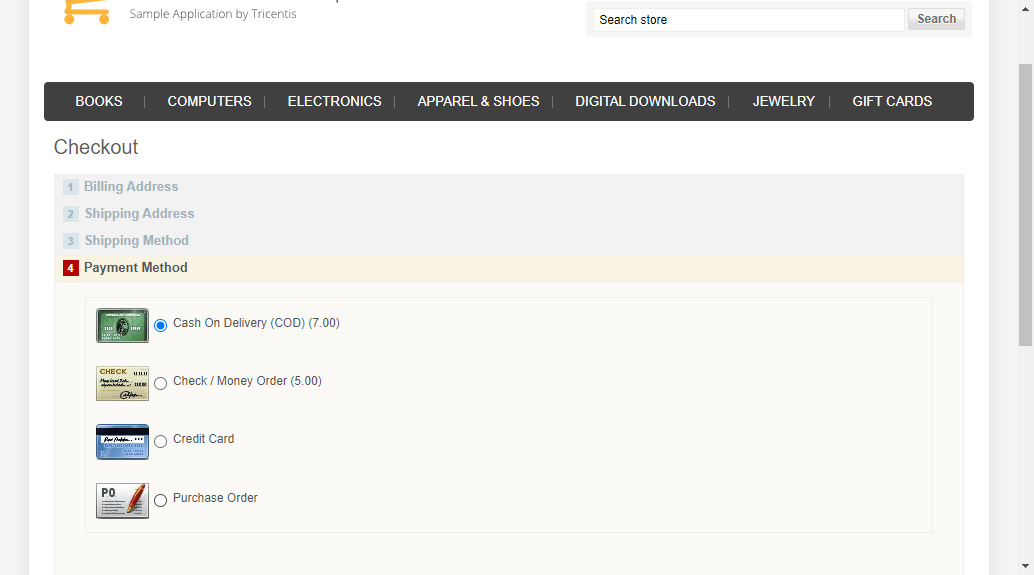 Sample Application by Tricentis
Search store
Search
BOOKS
COMPUTERS
ELECTRONICS
APPAREL & SHOES
DIGITAL DOWNLOADS
JEWELRY
GIFT CARDS
Checkout
1 Billing Address
2 Shipping Address
3 Shipping Method
4 Payment Method
Cash On Delivery (COD) (7.00)
CHECK
Check / Money Order (5.00)
Credit Card
PO
Purchase Order